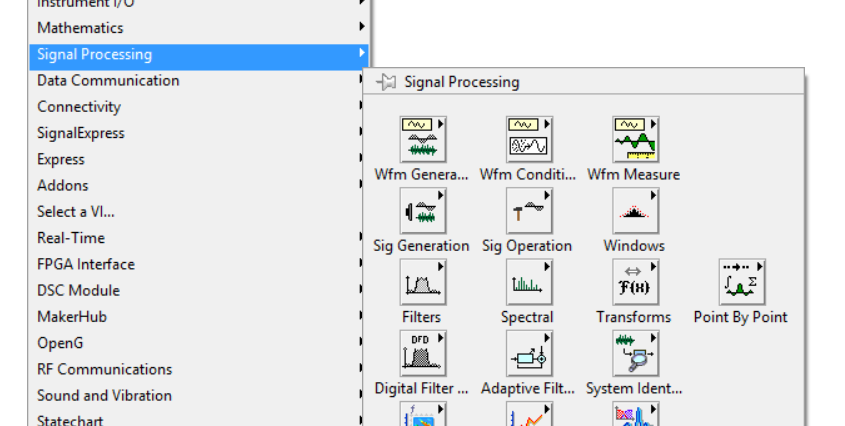 Instrument I/O
Mathematics
Signal Processing
Data Communication
Connectivity
SignalExpress
Express
Addons
Select a VI...
Real-Time
FPGA Interface
DSC Module
MakerHub
OpenG
RF Communications
Sound and Vibration
Statechart
Signal Processing
Wfm Genera... Wfm Conditi... Wfm Measure
Sig Generation Sig Operation Windows
F(x)
Filters Spectral Transforms Point By Point
DFD
Digital Filter ... Adaptive Filt... System Ident...